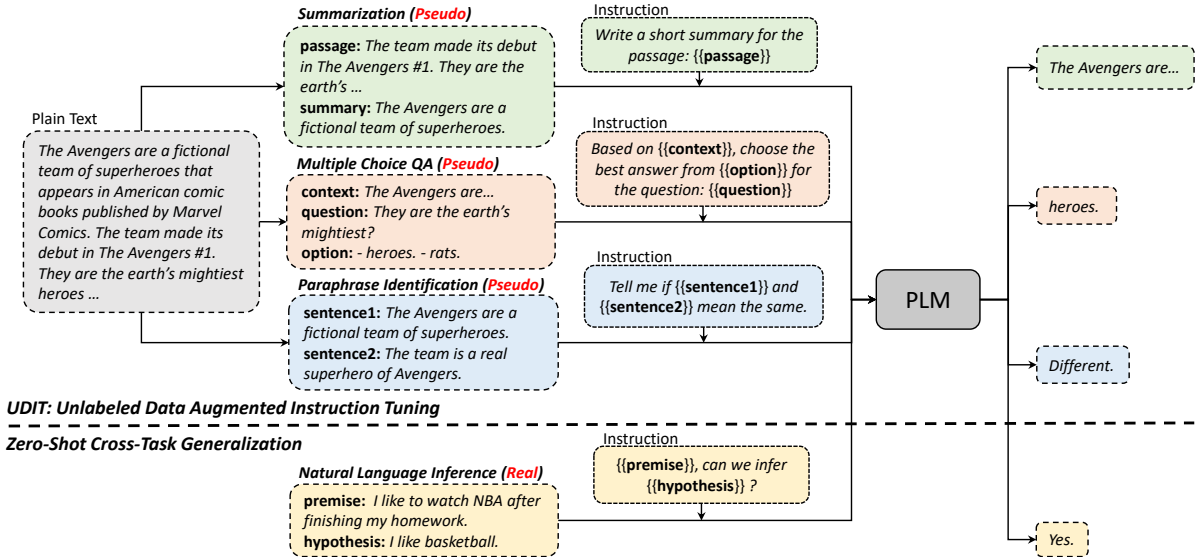 Summarization (Pseudo)
passage: The team made its debut
in The Avengers #1. They are the
earth's …
summary: The Avengers are a
fictional team of superheroes.
Instruction
Write a short summary for the
passage: {{passage}}
The Avengers are…
Plain Text
The Avengers are a fictional
team of superheroes that
appears in American comic
books published by Marvel
Comics. The team made its
debut in The Avengers #1.
They are the earth's mightiest
heroes …
Multiple Choice QA (Pseudo)
context: The Avengers are…
question: They are the earth's
mightiest?
option: - heroes. - rats.
Instruction
Based on {{context}}, choose the
best answer from {{option}} for
the question: {{question}}
heroes.
Paraphrase Identification (Pseudo)
sentence1: The Avengers are a
fictional team of superheroes.
sentence2: The team is a real
superhero of Avengers.
Instruction
Tell me if {{sentence1}} and
{{sentence2}} mean the same.
PLM
Different.
UDIT: Unlabeled Data Augmented Instruction Tuning
Zero-Shot Cross-Task Generalization
Natural Language Inference (Real)
premise: I like to watch NBA after
finishing my homework.
hypothesis: I like basketball.
Instruction
{{premise}}, can we infer
{{hypothesis}} ?
Yes.